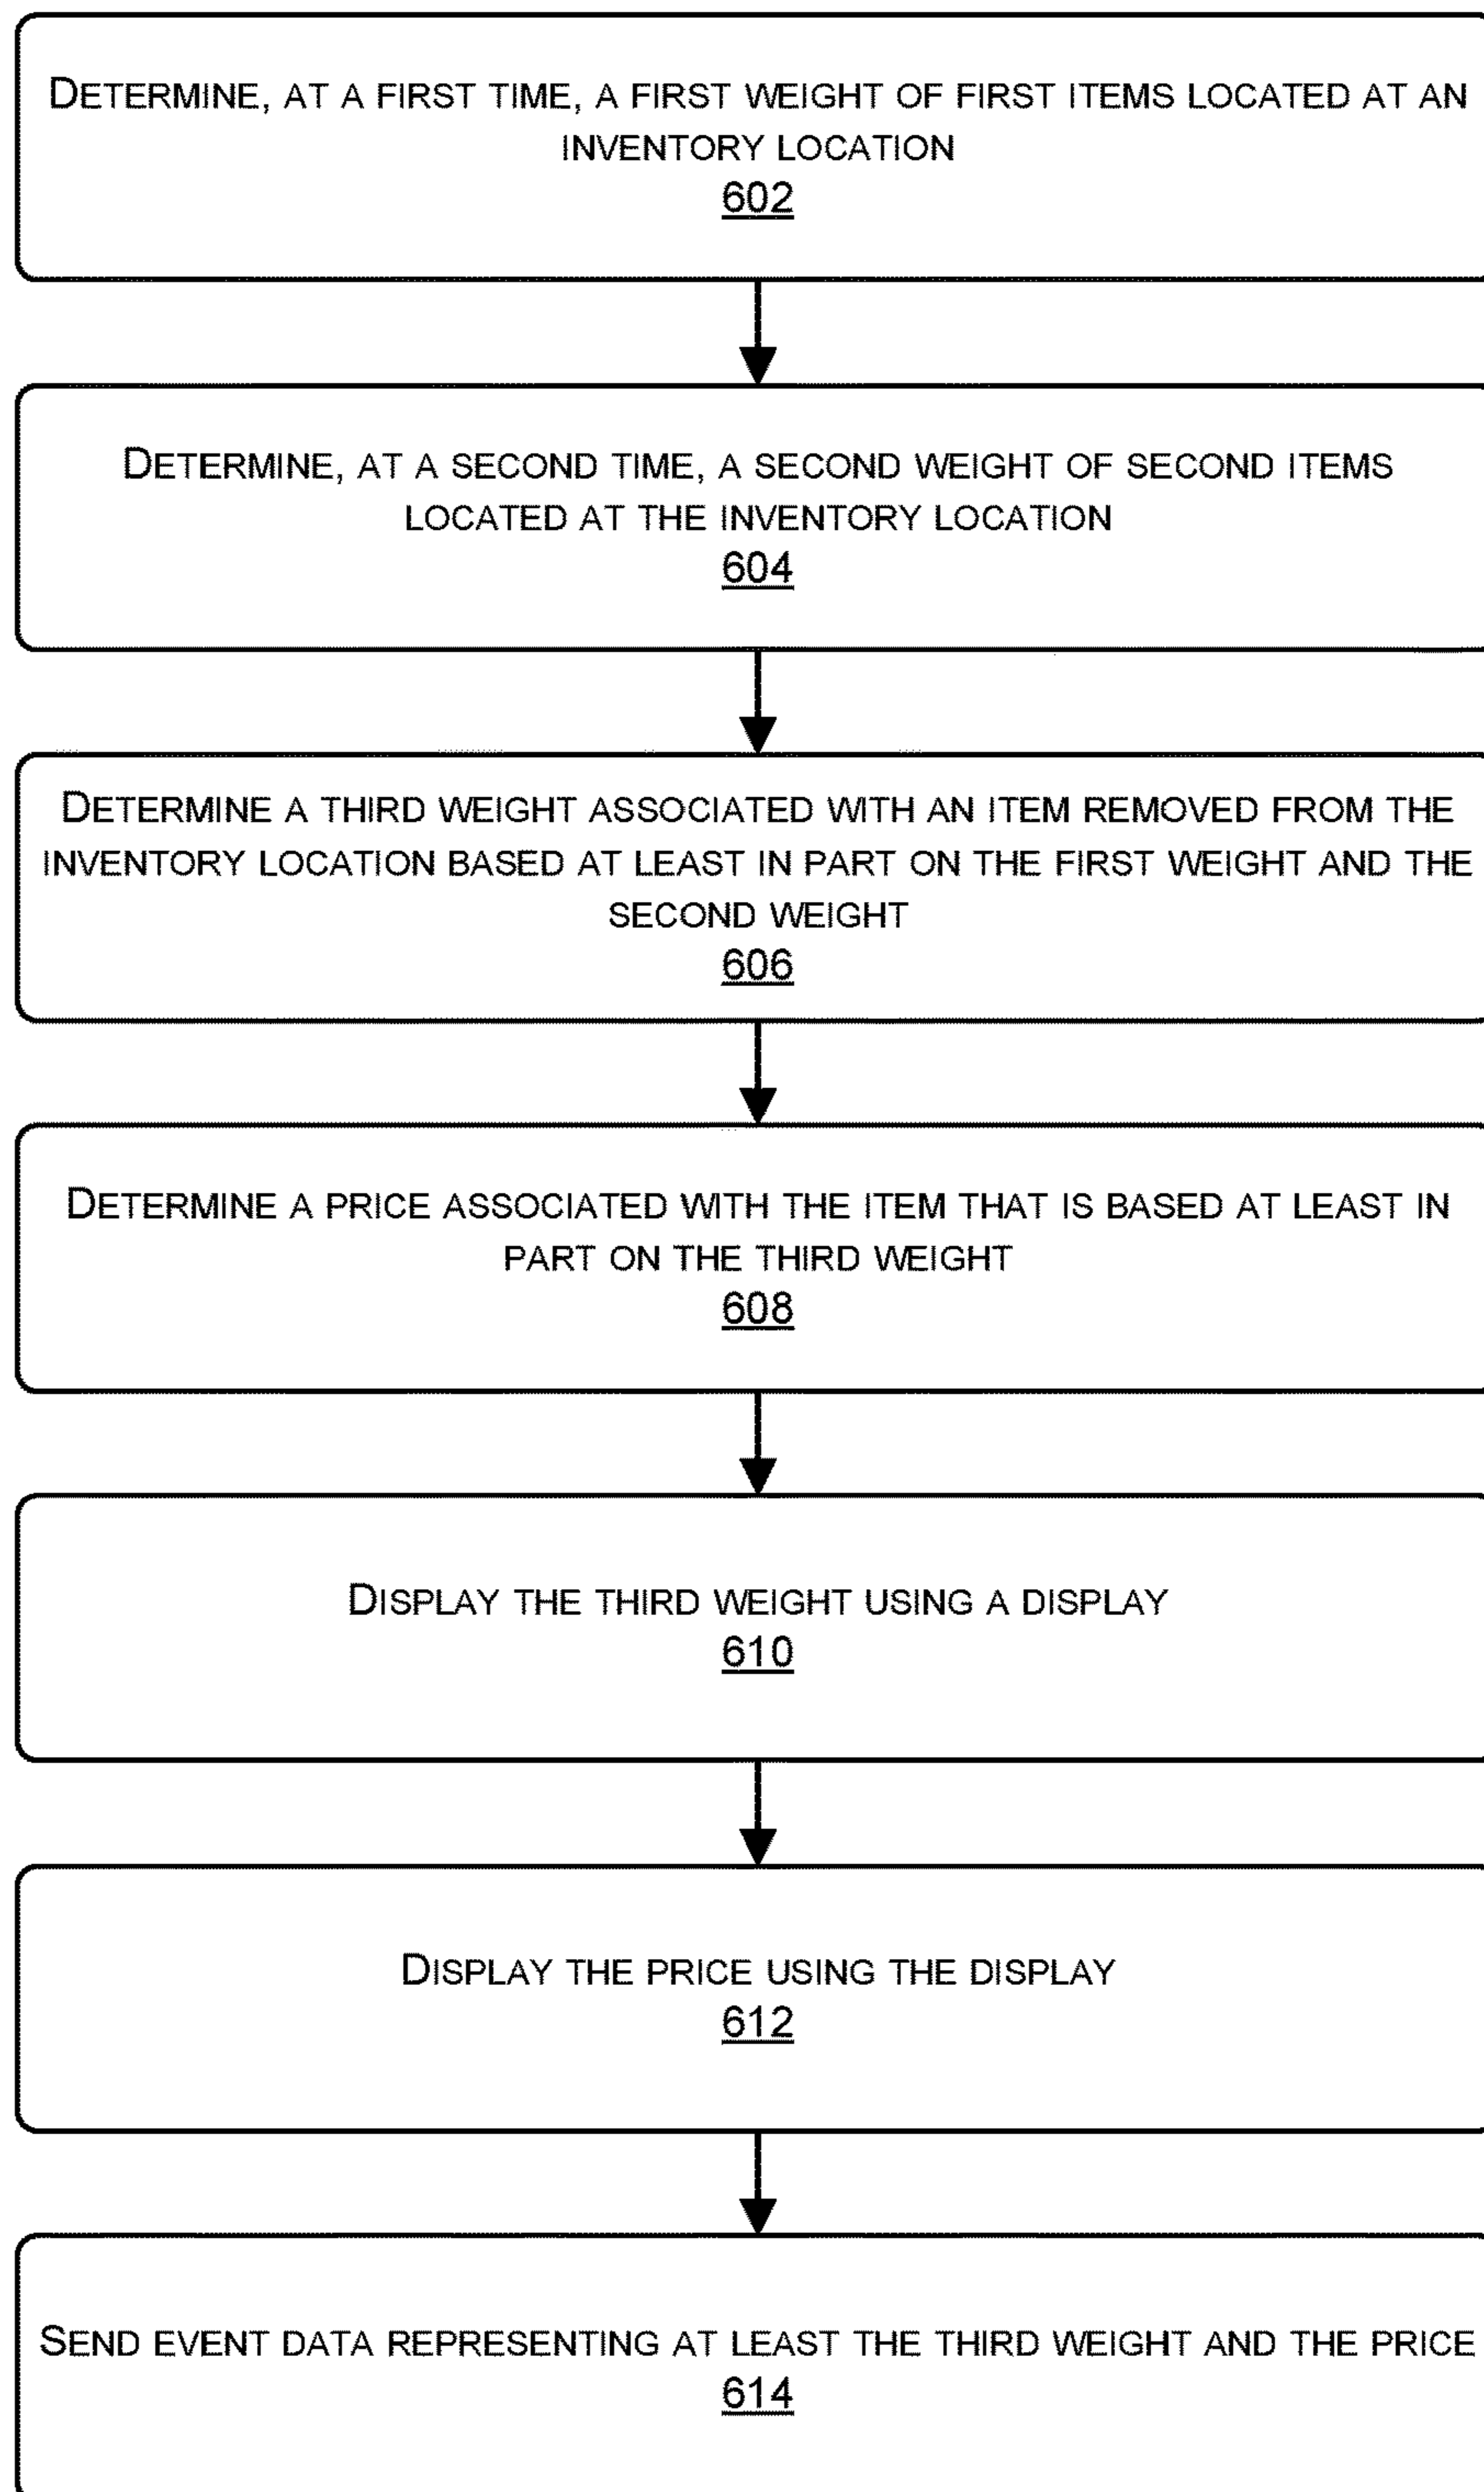 DETERMINE, AT A FIRST TIME, A FIRST WEIGHT OF FIRST ITEMS LOCATED AT AN
INVENTORY LOCATION
602
DETERMINE, AT A SECOND TIME, A SECOND WEIGHT OF SECOND ITEMS
LOCATED AT THE INVENTORY LOCATION
604
DETERMINE A THIRD WEIGHT ASSOCIATED WITH AN ITEM REMOVED FROM THE
INVENTORY LOCATION BASED AT LEAST IN PART ON THE FIRST WEIGHT AND THE
SECOND WEIGHT
606
DETERMINE A PRICE ASSOCIATED WITH THE ITEM THAT IS BASED AT LEAST IN
PART ON THE THIRD WEIGHT
608
DISPLAY THE THIRD WEIGHT USING A DISPLAY
610
DISPLAY THE PRICE USING THE DISPLAY
612
SEND EVENT DATA REPRESENTING AT LEAST THE THIRD WEIGHT AND THE PRICE
614